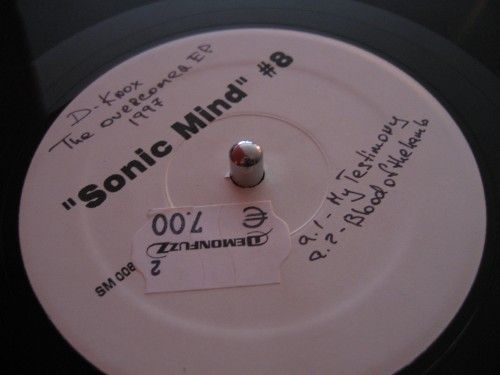 D-Knox
The Overcomer EP
1997
"Sonic Mind" #8
a.1 - My Testimony
a.2 - Blood of the lamb
SM 008
€ 7.00
DEMONFUZZ
2